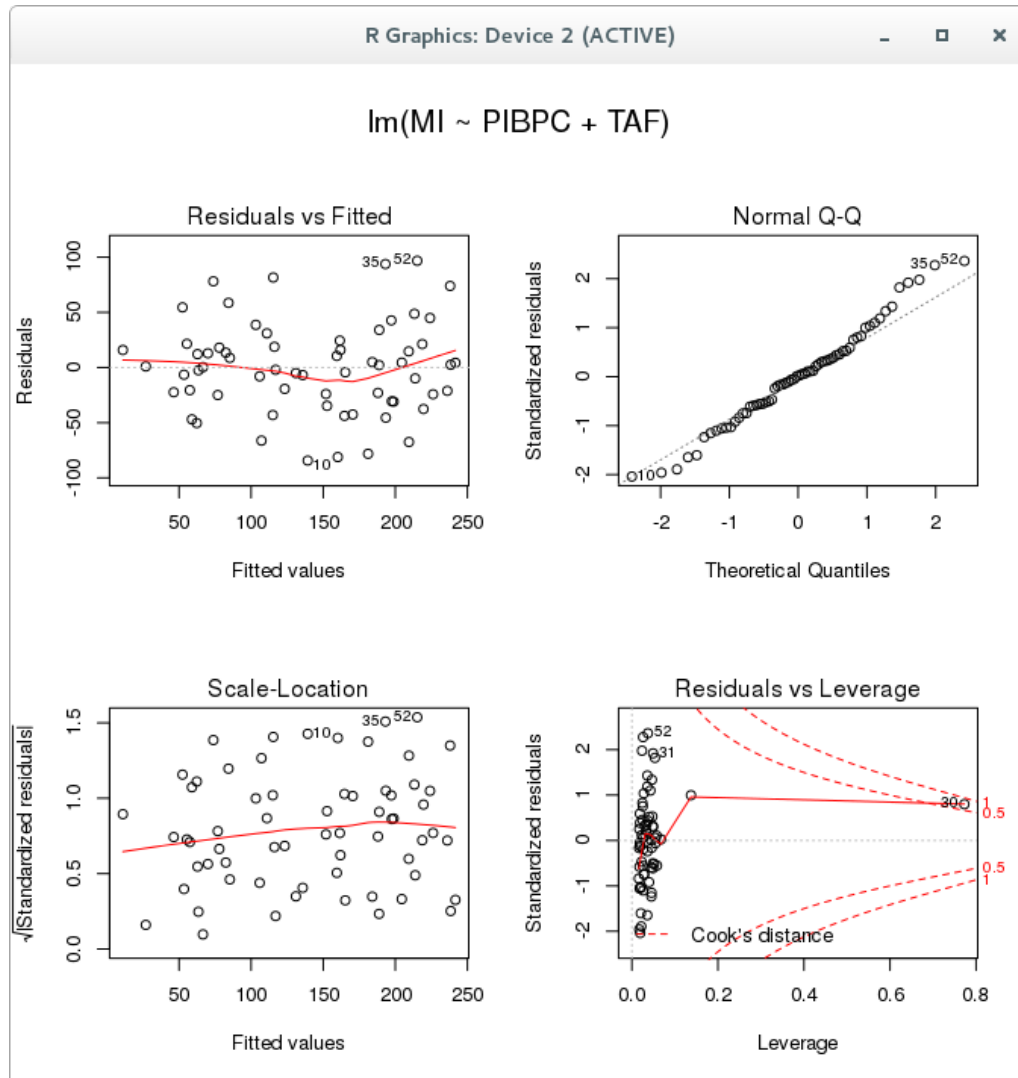 R Graphics: Device 2 (ACTIVE)
lm(MI ~ PIBPC + TAF)
Residuals vs Fitted
Residuals
100
50
0
-50
-100
35
52
10
50 100 150 200 250
Fitted values
Normal Q-Q
Standardized residuals
2
1
0
-1
-2
35
52
10
-2 -1 0 1 2
Theoretical Quantiles
Scale-Location
√|Standardized residuals|
1.5
1.0
0.5
0.0
35
52
10
50 100 150 200 250
Fitted values
Residuals vs Leverage
Standardized residuals
2
1
0
-1
-2
52
31
30
1
0.5
0.5
1
Cook's distance
0.0 0.2 0.4 0.6 0.8
Leverage